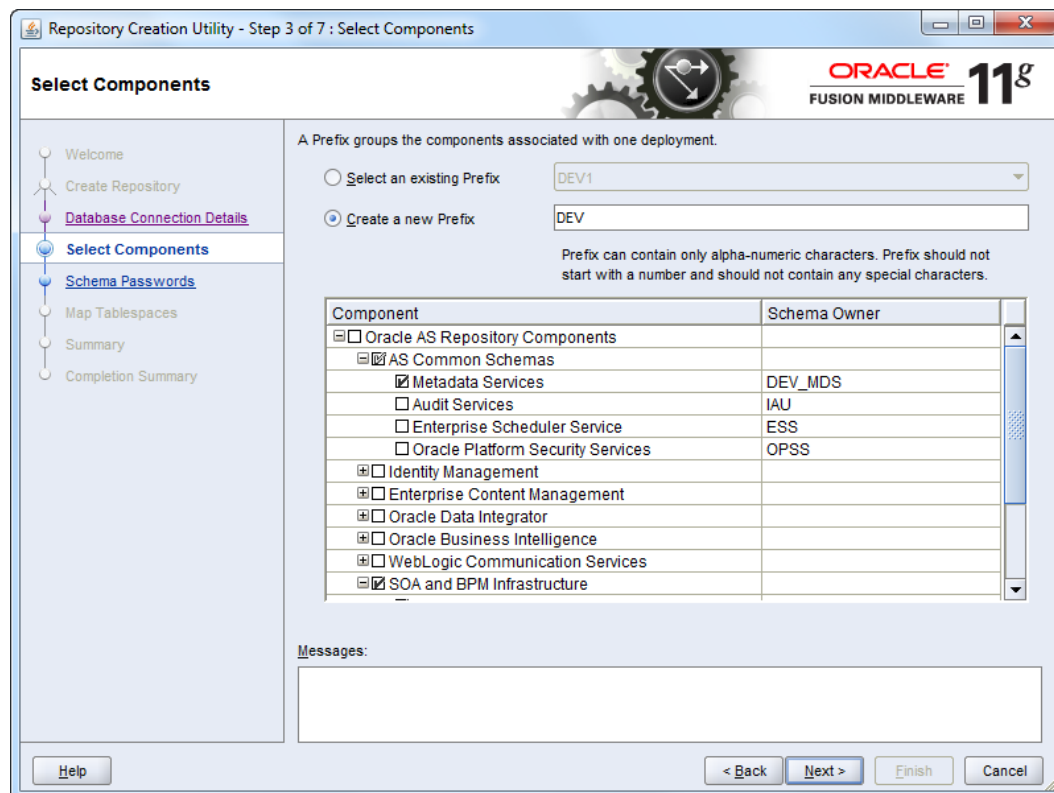 Repository Creation Utility - Step 3 of 7 : Select Components
Select Components
ORACLE
FUSION MIDDLEWARE 11g
Welcome
Create Repository
Database Connection Details
Select Components
Schema Passwords
Map Tablespaces
Summary
Completion Summary
A Prefix groups the components associated with one deployment.
Select an existing Prefix DEV1
Create a new Prefix DEV
Prefix can contain only alpha-numeric characters. Prefix should not
start with a number and should not contain any special characters.
Component Schema Owner
Oracle AS Repository Components
AS Common Schemas
Metadata Services DEV_MDS
Audit Services IAU
Enterprise Scheduler Service ESS
Oracle Platform Security Services OPSS
Identity Management
Enterprise Content Management
Oracle Data Integrator
Oracle Business Intelligence
WebLogic Communication Services
SOA and BPM Infrastructure
Messages:
Help < Back Next > Finish Cancel